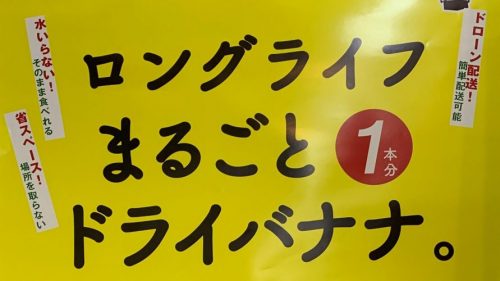 水いらない！
そのまま食べれる
省スペース！
場所を取らない
ロングライフ
まるごと1本分
ドライバナナ。
ドローン配送！
簡単配送可能